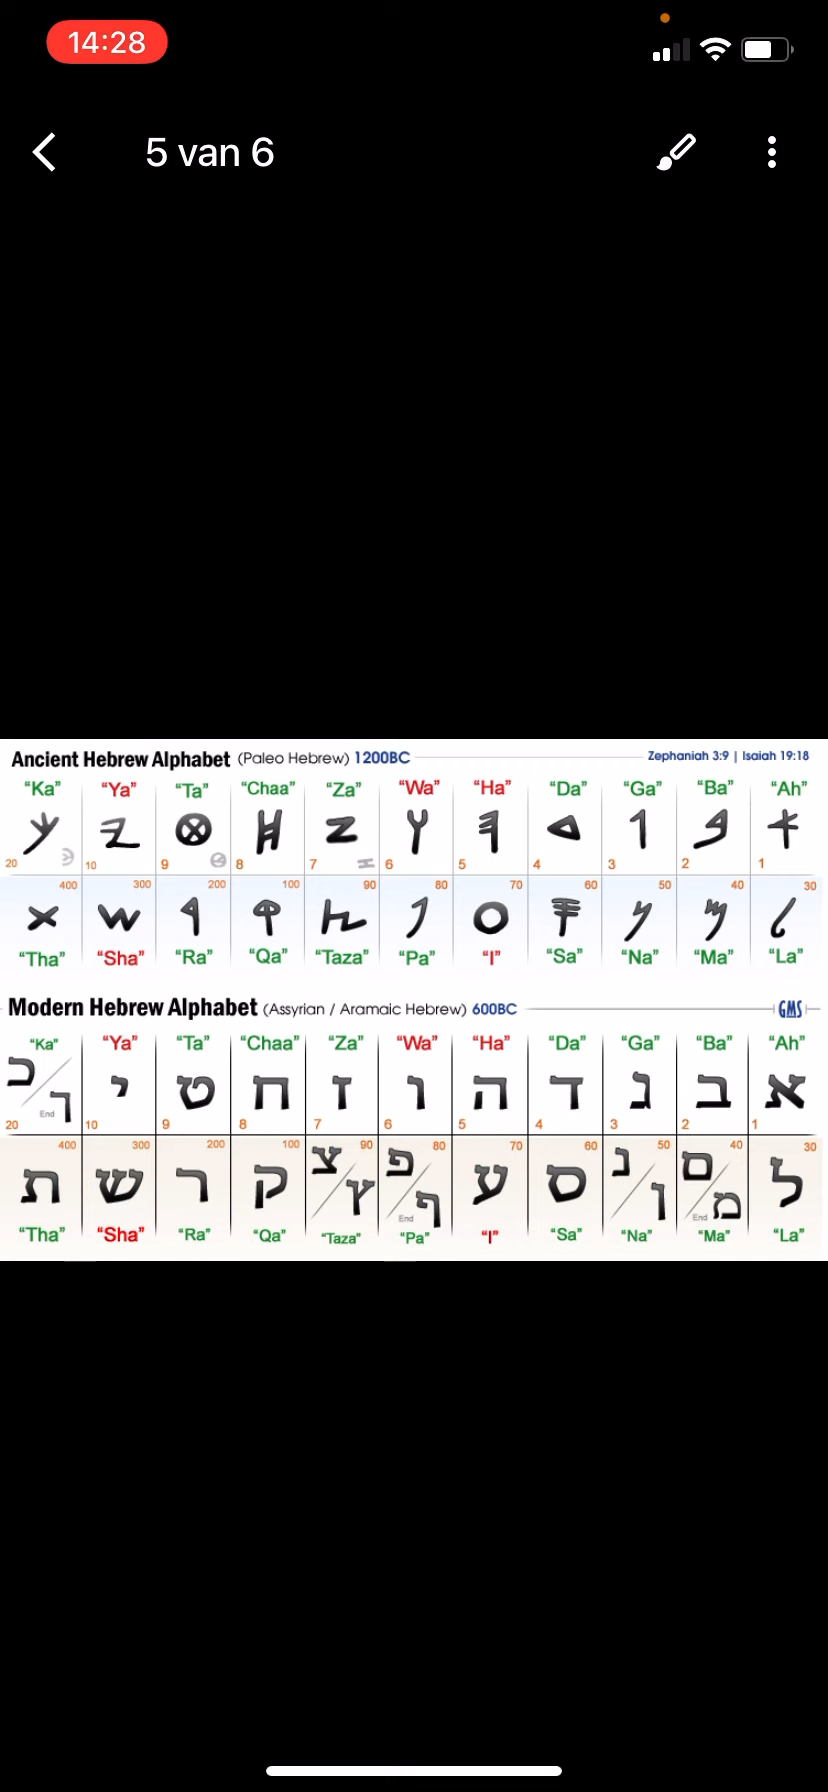 14:28
5 van 6
Ancient Hebrew Alphabet (Paleo Hebrew) 1200BC Zephaniah 3:9 | Isaiah 19:18
“Ka” “Ya” “Ta” “Chaa” “Za” “Wa” “Ha” “Da” “Ga” “Ba” “Ah”
𐤊 𐤉 𐤈 𐤇 𐤆 𐤅 𐤄 𐤃 𐤂 𐤁 𐤀
20 10 9 8 7 6 5 4 3 2 1
400 300 200 100 90 80 70 60 50 40 30
𐤕 𐤔 𐤓 𐤒 𐤑 𐤐 𐤏 𐤎 𐤍 𐤌 𐤋
“Tha” “Sha” “Ra” “Qa” “Taza” “Pa” “I” “Sa” “Na” “Ma” “La”
Modern Hebrew Alphabet (Assyrian / Aramaic Hebrew) 600BC GMS
“Ka” “Ya” “Ta” “Chaa” “Za” “Wa” “Ha” “Da” “Ga” “Ba” “Ah”
כ / ך י ט ח ז ו ה ד ג ב א
End
20 10 9 8 7 6 5 4 3 2 1
400 300 200 100 90 80 70 60 50 40 30
ת ש ר ק צ / ץ פ / ף ע ס נ / ן ם / מ ל
End End
“Tha” “Sha” “Ra” “Qa” “Taza” “Pa” “I” “Sa” “Na” “Ma” “La”